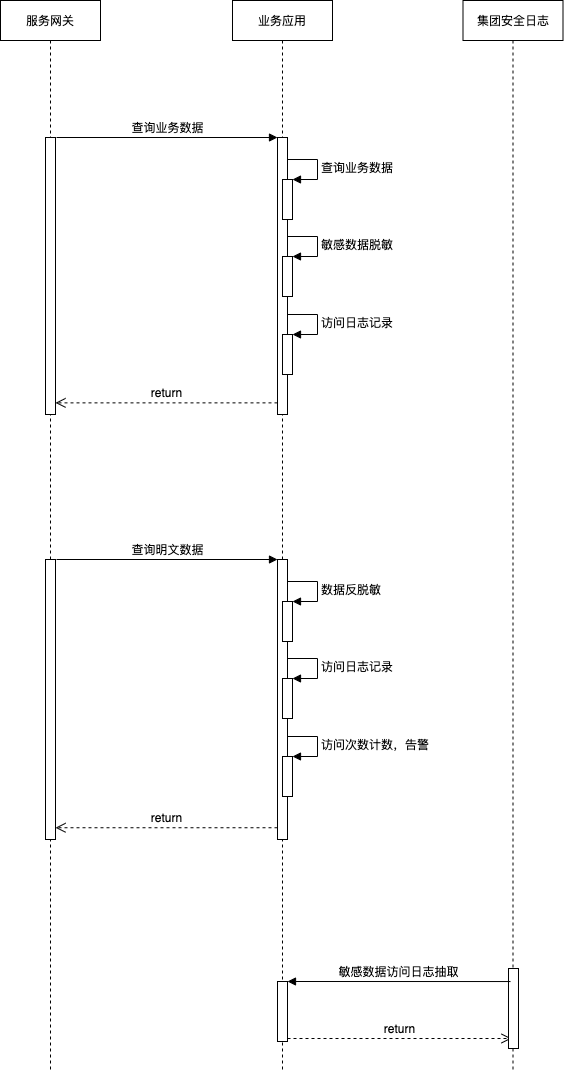 服务网关
业务应用
集团安全日志
查询业务数据
查询业务数据
敏感数据脱敏
访问日志记录
return
查询明文数据
数据反脱敏
访问日志记录
访问次数计数，告警
return
敏感数据访问日志抽取
return